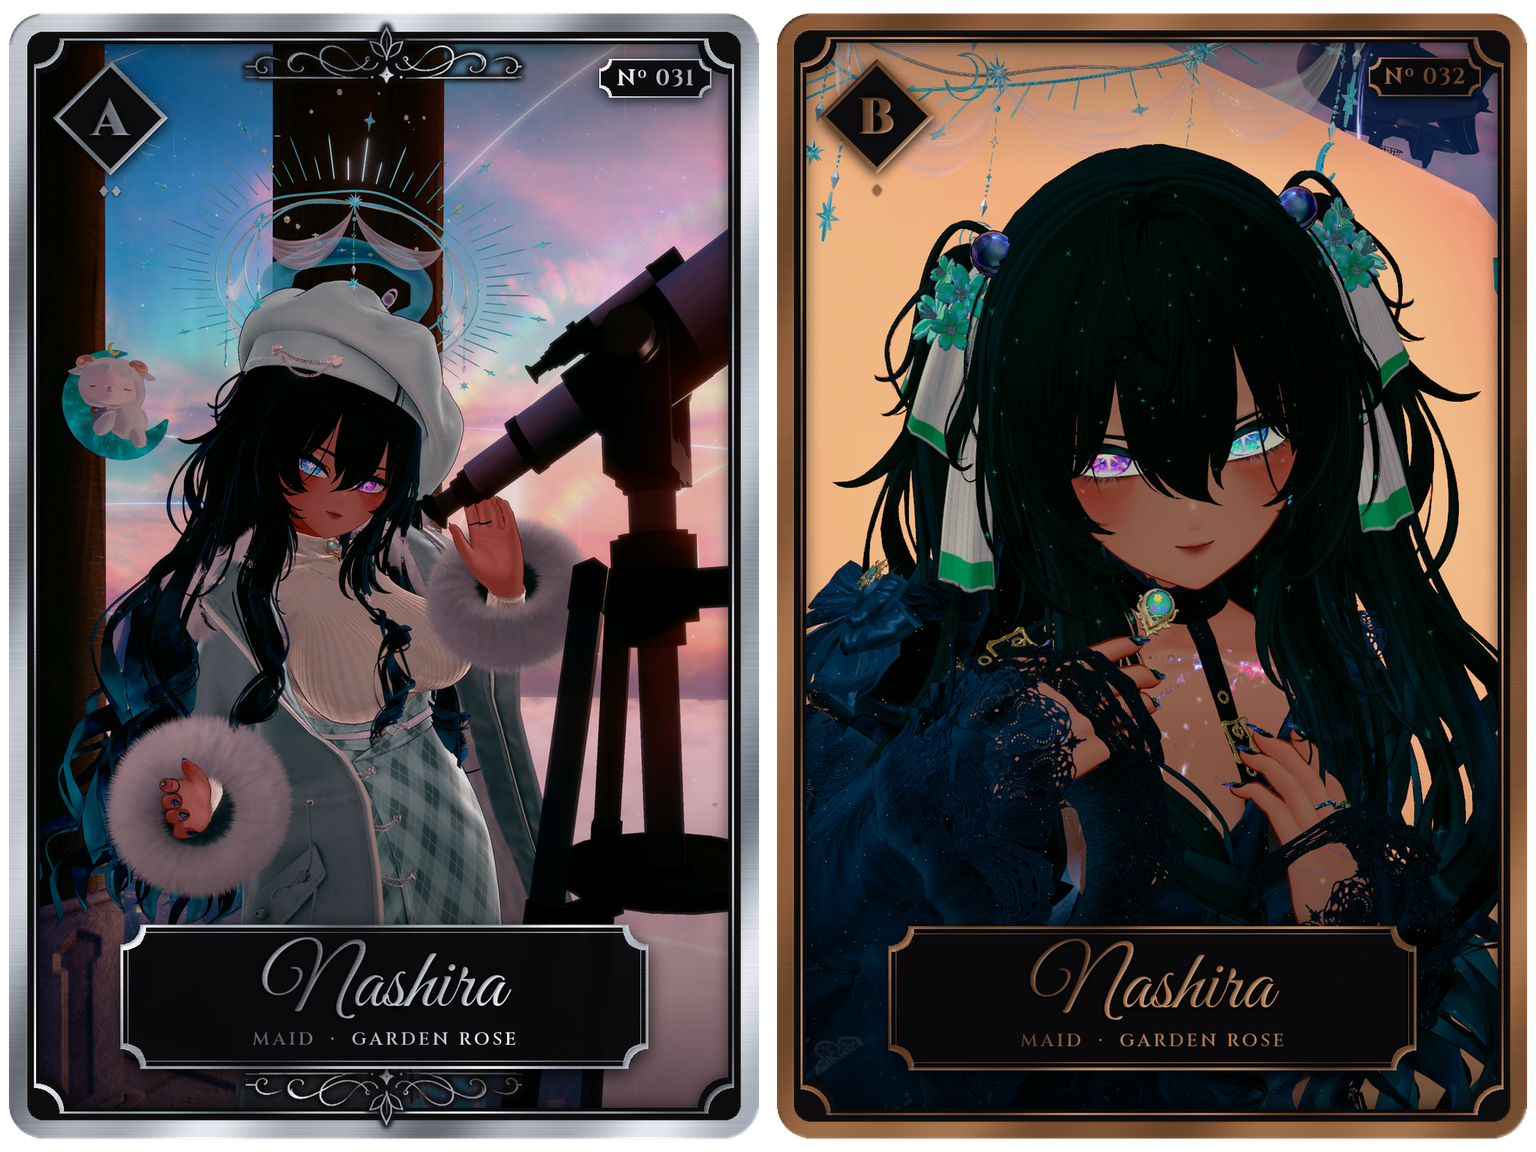 A
Nº 031
Nashira
MAID · GARDEN ROSE
B
Nº 032
Nashira
MAID · GARDEN ROSE